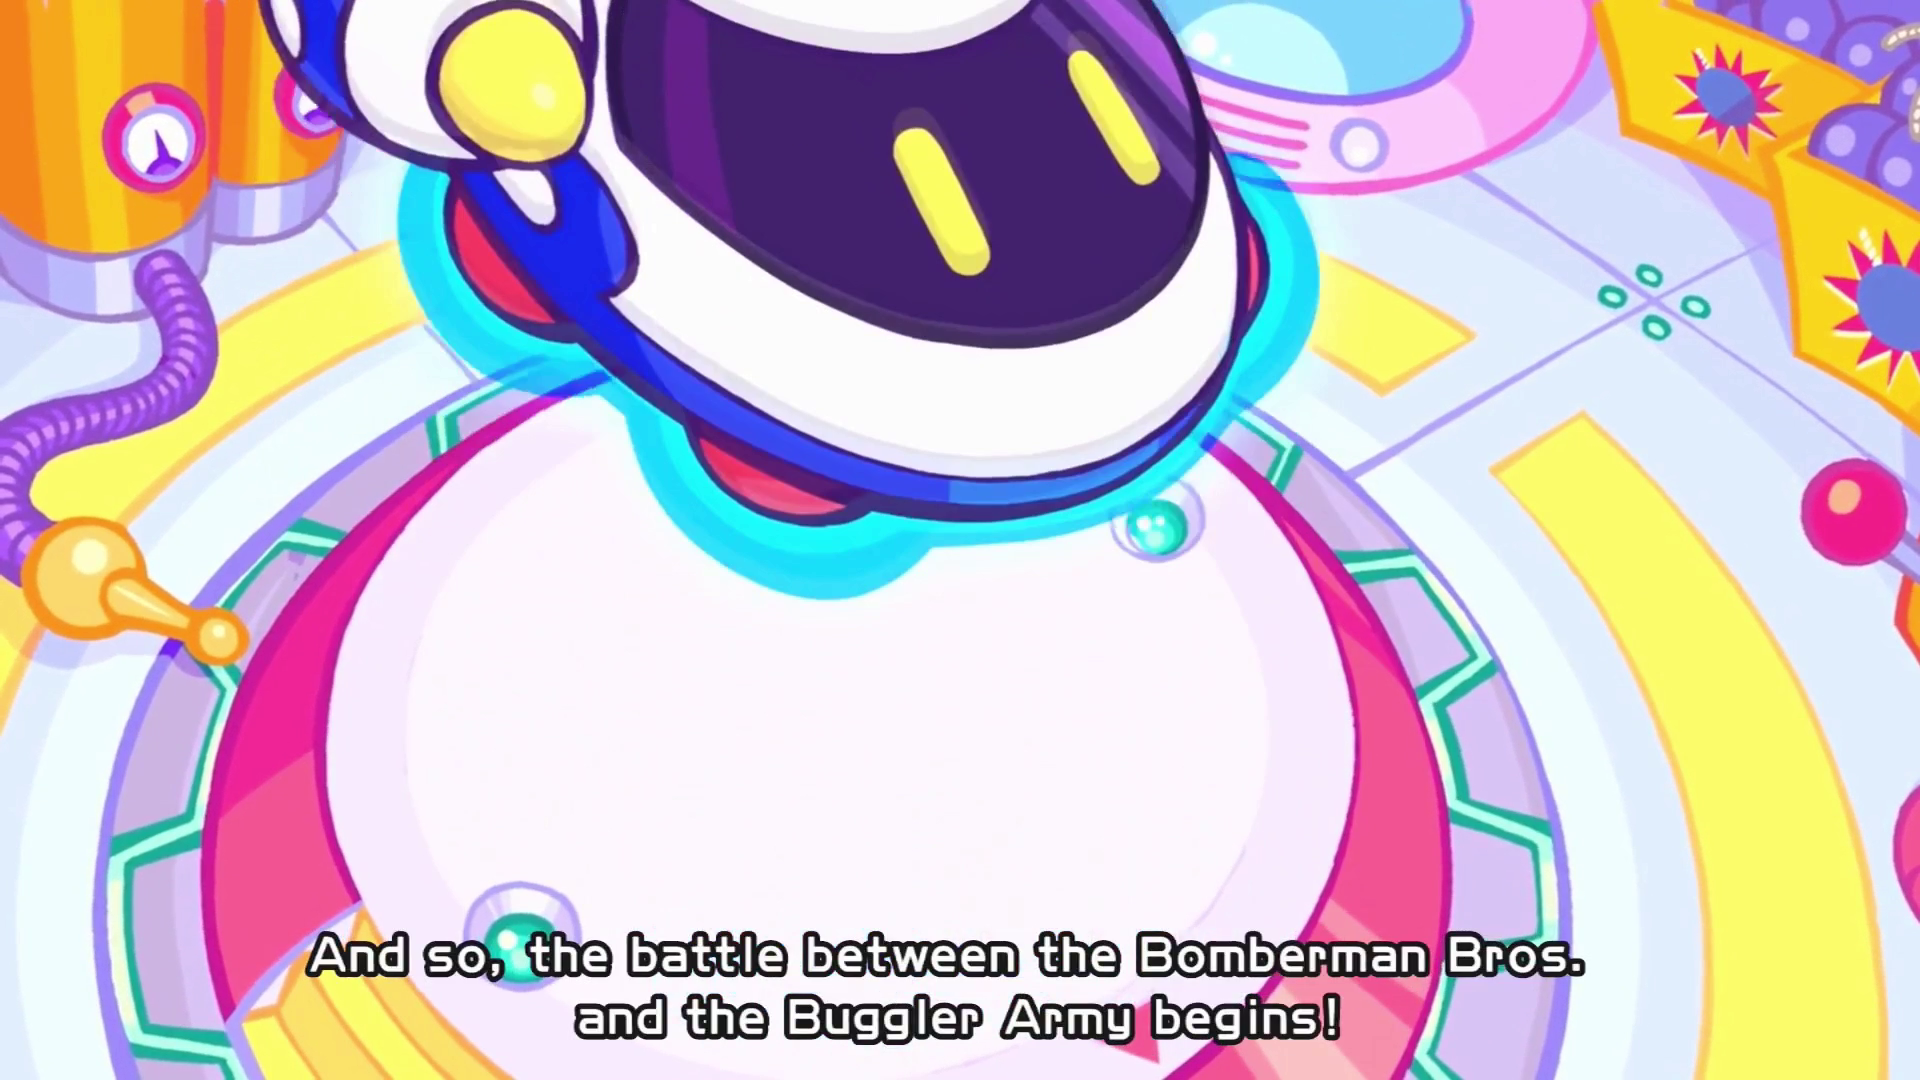 And so, the battle between the Bomberman Bros.
and the Buggler Army begins!